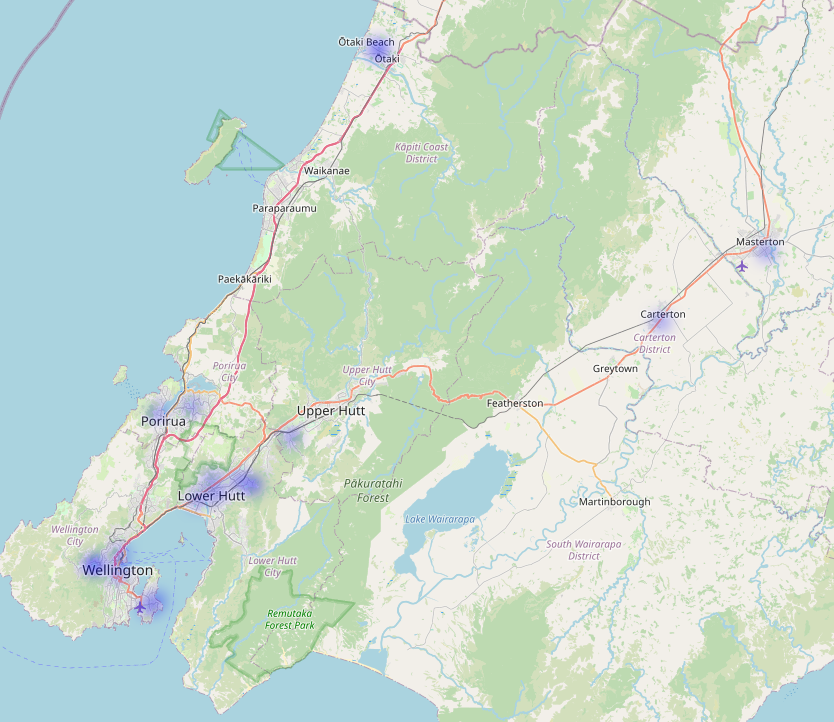 Ōtaki Beach
Ōtaki
Kāpiti Coast
District
Waikanae
Paraparaumu
Masterton
Paekākāriki
Carterton
Carterton
District
Porirua
City
Upper Hutt
City
Greytown
Featherston
Upper Hutt
Porirua
Pākuratahi
Forest
Lower Hutt
Martinborough
Lake Wairarapa
Wellington
City
South Wairarapa
District
Lower Hutt
City
Wellington
Remutaka
Forest Park